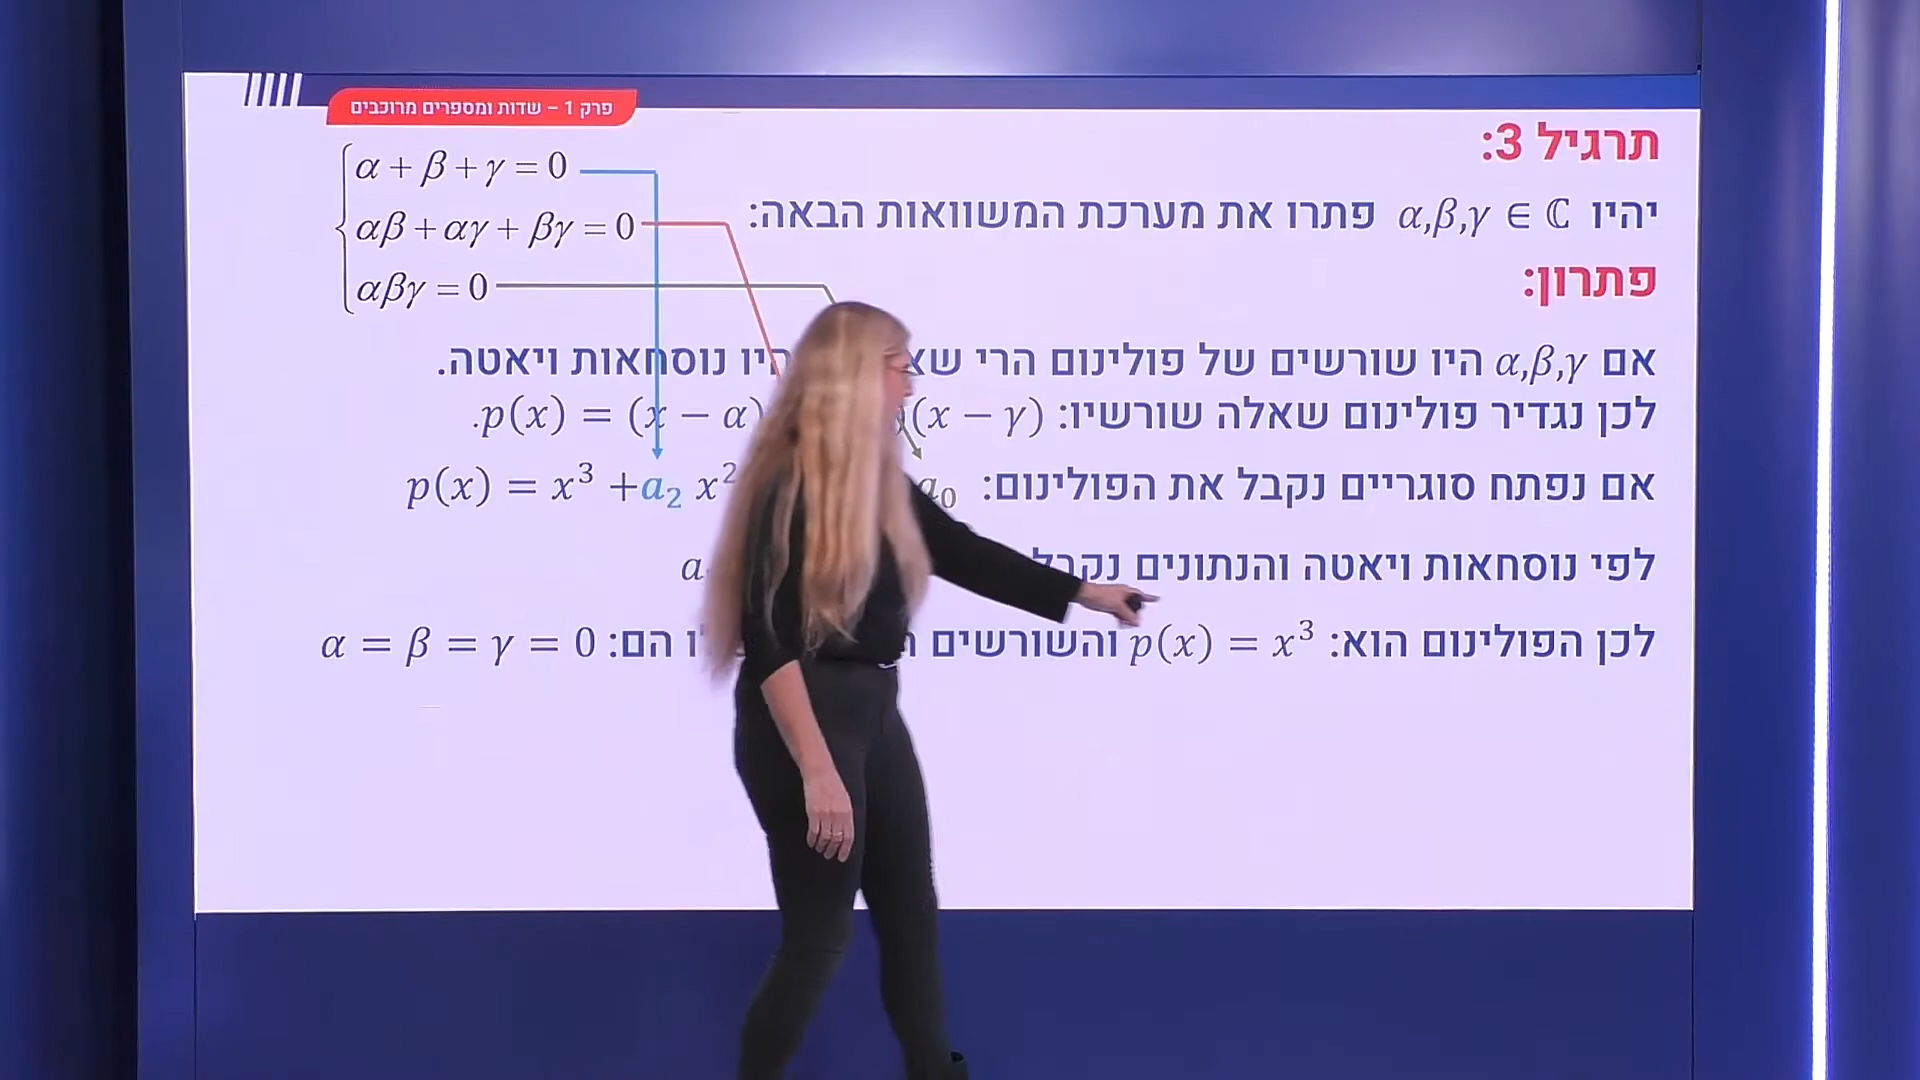 פרק 1 – שדות ומספרים מרוכבים
תרגיל 3:
יהיו α,β,γ ∈ ℂ פתרו את מערכת המשוואות הבאה:
α + β + γ = 0
αβ + αγ + βγ = 0
αβγ = 0
פתרון:
אם α,β,γ היו שורשים של פולינום הרי נוסחאות ויאטה.
לכן נגדיר פולינום שאלה שורשיו: p(x) = (x − α) (x − γ).
אם נפתח סוגריים נקבל את הפולינום: p(x) = x³ +a₂ x² a₀
לפי נוסחאות ויאטה והנתונים נקבל
לכן הפולינום הוא: p(x) = x³ והשורשים הם: α = β = γ = 0